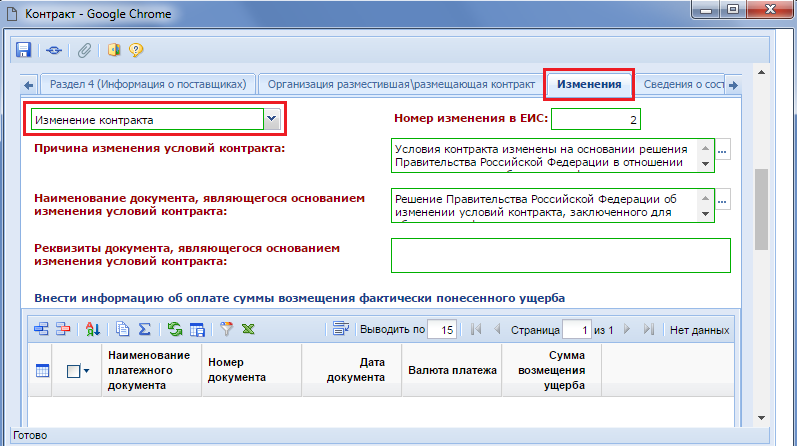 Контракт - Google Chrome
Раздел 4 (Информация о поставщиках)
Организация разместившая\размещающая контракт
Изменения
Сведения о сост
Изменение контракта
Номер изменения в ЕИС:
2
Причина изменения условий контракта:
Условия контракта изменены на основании решения
Правительства Российской Федерации в отношении
...
Наименование документа, являющегося основанием
изменения условий контракта:
Решение Правительства Российской Федерации об
изменении условий контракта, заключенного для
...
Реквизиты документа, являющегося основанием
изменения условий контракта:
Внести информацию об оплате суммы возмещения фактически понесенного ущерба
Выводить по
15
Страница
1
из 1
Нет данных
Наименование
платежного
документа
Номер
документа
Дата
документа
Валюта платежа
Сумма
возмещения
ущерба
Готово